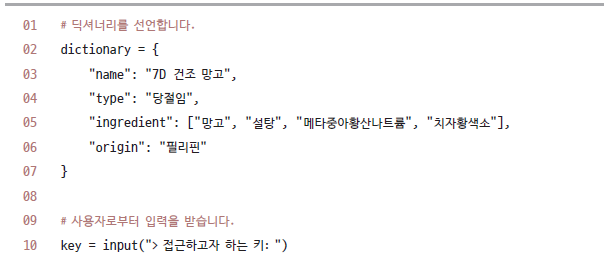 01 # 딕셔너리를 선언합니다.
02 dictionary = {
03     "name": "7D 건조 망고",
04     "type": "당절임",
05     "ingredient": ["망고", "설탕", "메타중아황산나트륨", "치자황색소"],
06     "origin": "필리핀"
07 }
08
09 # 사용자로부터 입력을 받습니다.
10 key = input("> 접근하고자 하는 키: ")